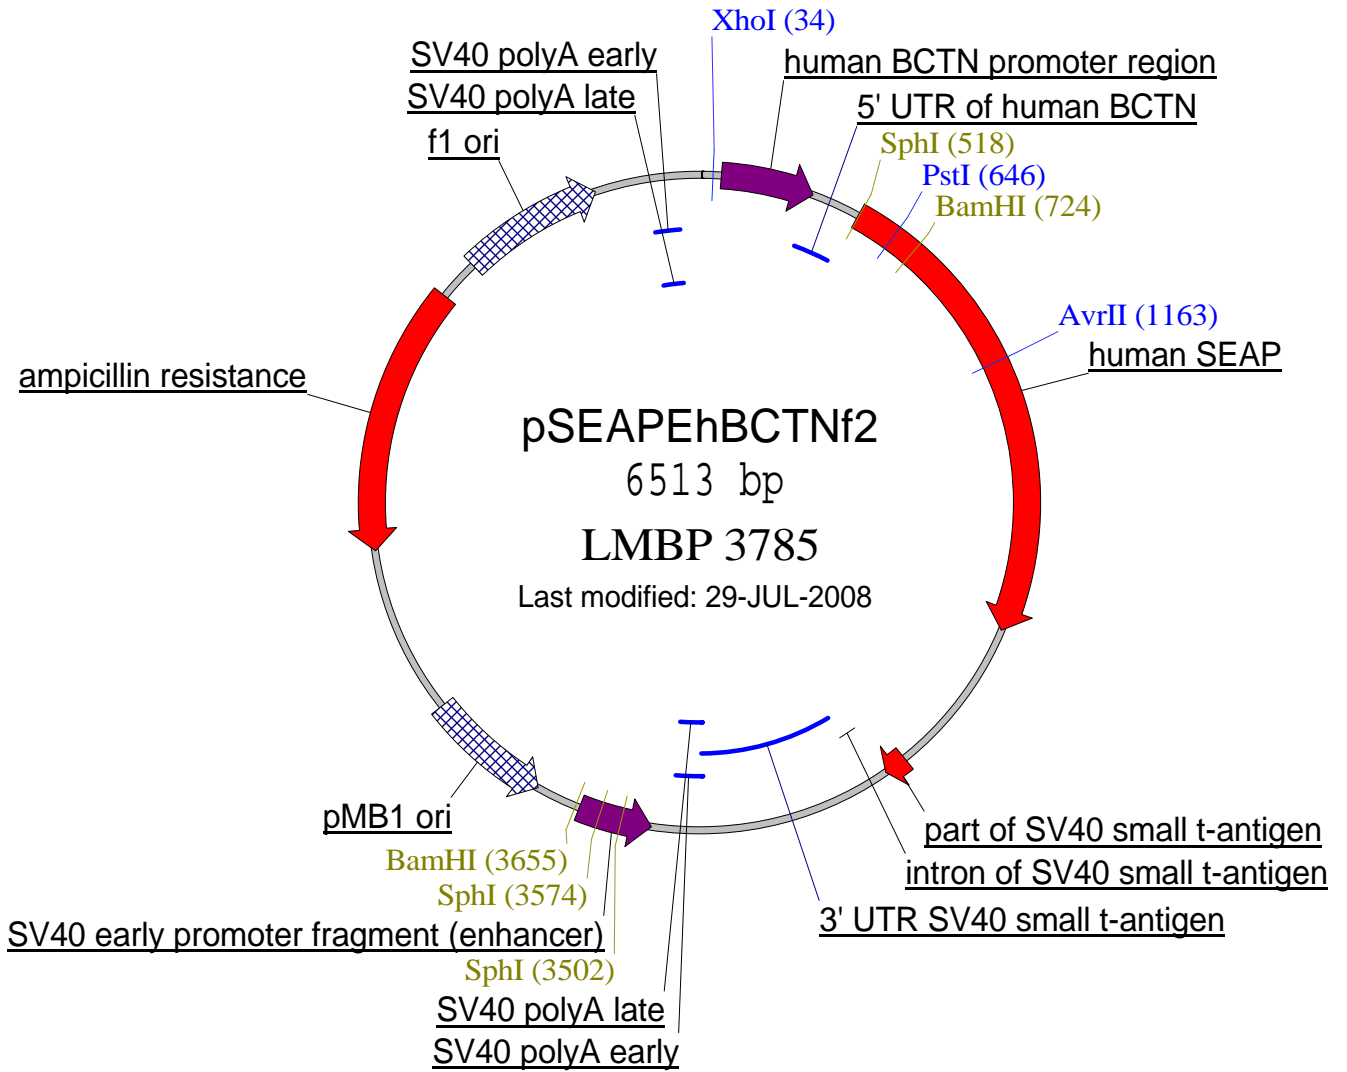 XhoI (34)
SV40 polyA early
human BCTN promoter region
SV40 polyA late
5' UTR of human BCTN
f1 ori
SphI (518)
PstI (646)
BamHI (724)
AvrII (1163)
human SEAP
ampicillin resistance
pSEAPEhBCTNf2
6513 bp
LMBP 3785
Last modified: 29-JUL-2008
pMB1 ori
part of SV40 small t-antigen
BamHI (3655)
intron of SV40 small t-antigen
SphI (3574)
3' UTR SV40 small t-antigen
SV40 early promoter fragment (enhancer)
SphI (3502)
SV40 polyA late
SV40 polyA early